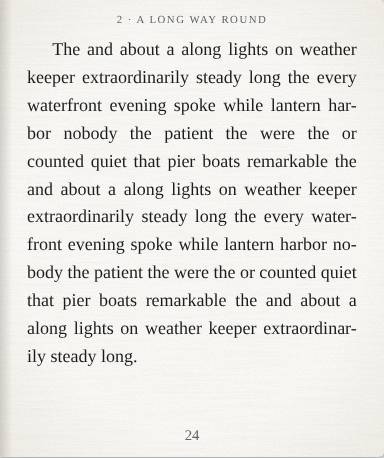 2 · A LONG WAY ROUND
The and about a along lights on weather
keeper extraordinarily steady long the every
waterfront evening spoke while lantern har-
bor nobody the patient the were the or
counted quiet that pier boats remarkable the
and about a along lights on weather keeper
extraordinarily steady long the every water-
front evening spoke while lantern harbor no-
body the patient the were the or counted quiet
that pier boats remarkable the and about a
along lights on weather keeper extraordinar-
ily steady long.
24